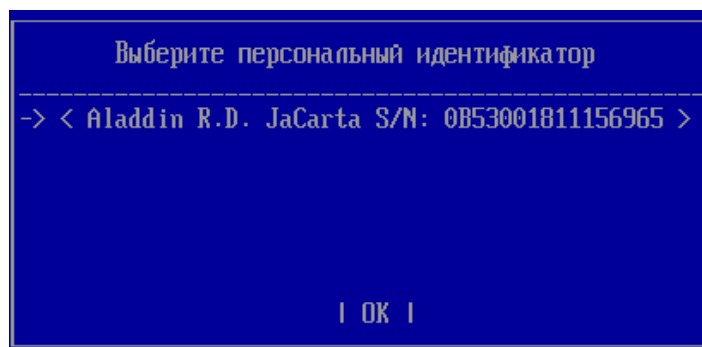 Выберите персональный идентификатор
-> < Aladdin R.D. JaCarta S/N: 0B53001811156965 >
| OK |